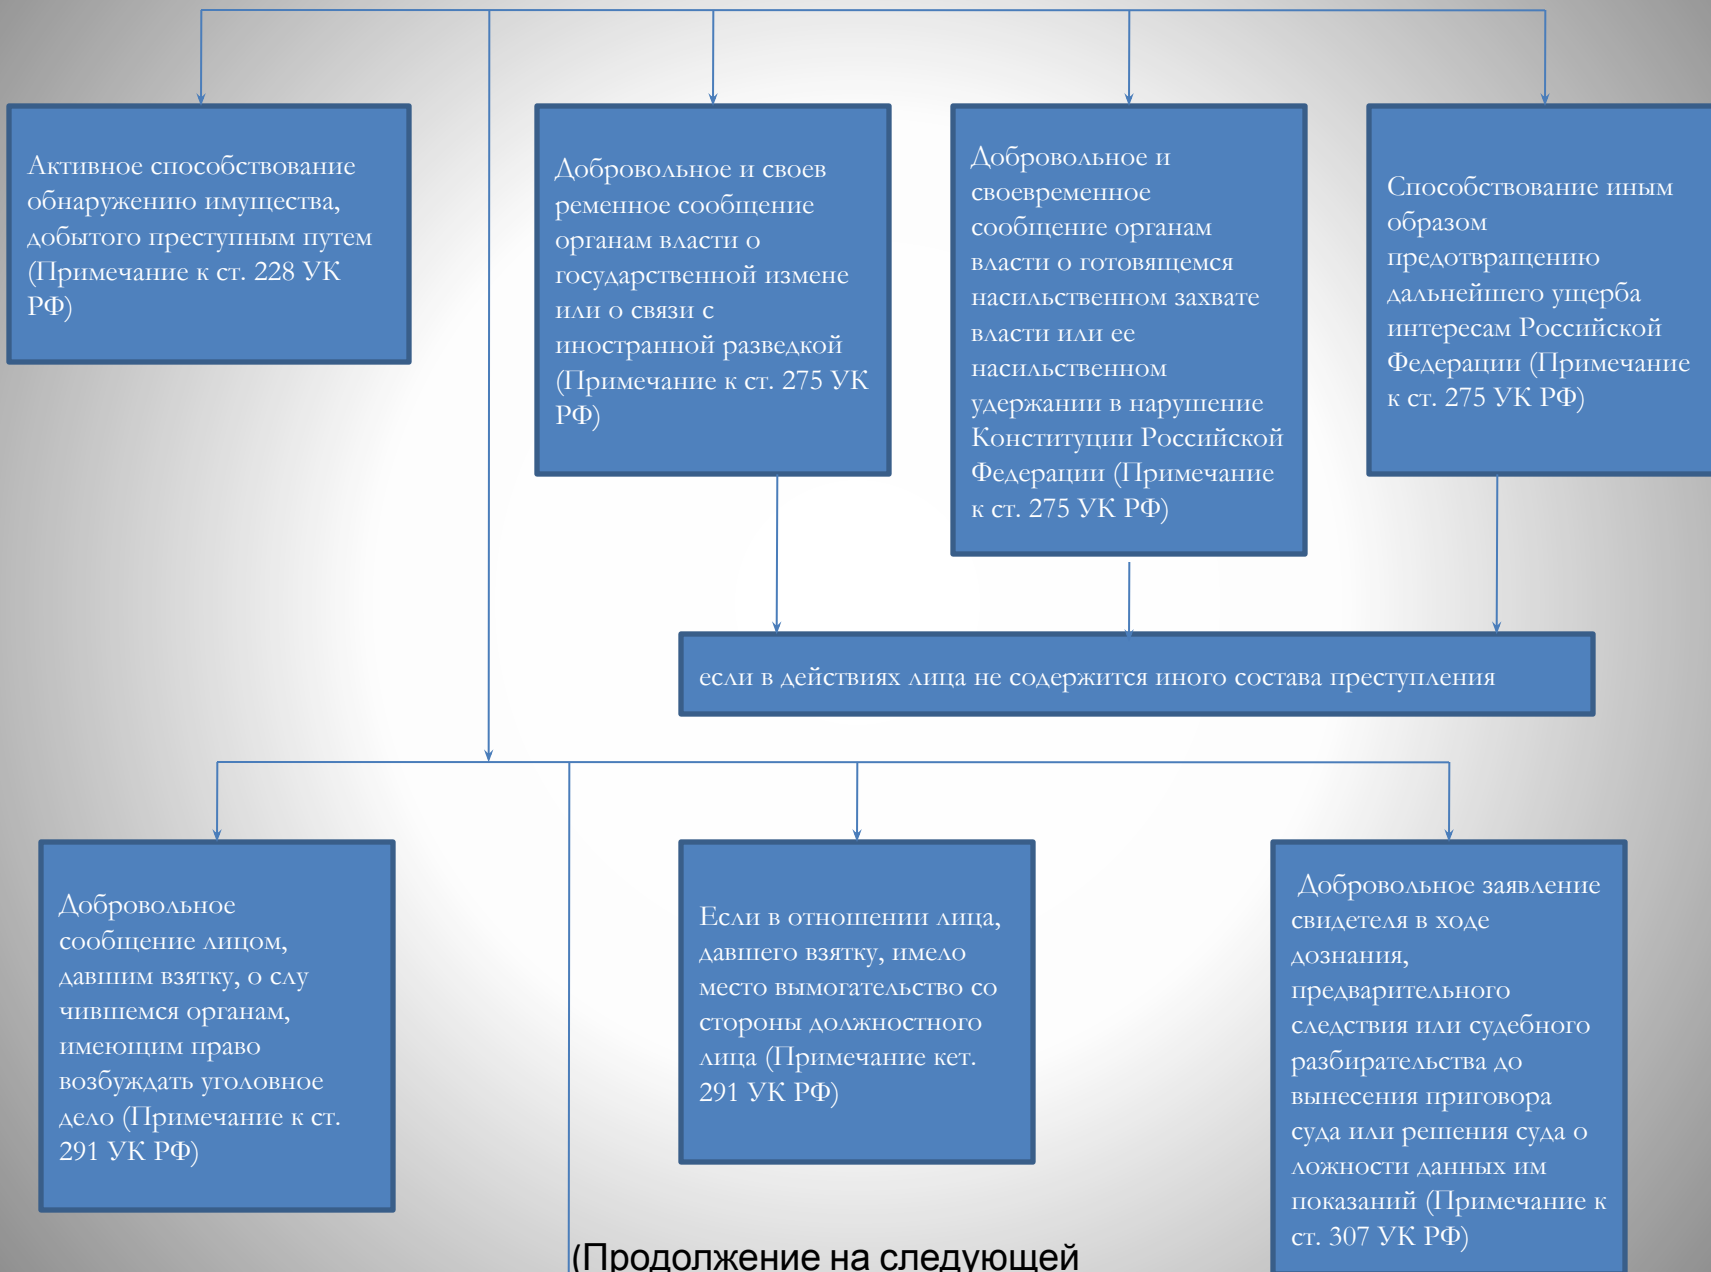 Активное способствование
обнаружению имущества,
добытого преступным путем
(Примечание к ст. 228 УК
РФ)
Добровольное и своев
ременное сообщение
органам власти о
государственной измене
или о связи с
иностранной разведкой
(Примечание к ст. 275 УК
РФ)
Добровольное и
своевременное
сообщение органам
власти о готовящемся
насильственном захвате
власти или ее
насильственном
удержании в нарушение
Конституции Российской
Федерации (Примечание
к ст. 275 УК РФ)
Способствование иным
образом
предотвращению
дальнейшего ущерба
интересам Российской
Федерации (Примечание
к ст. 275 УК РФ)
если в действиях лица не содержится иного состава преступления
Добровольное
сообщение лицом,
давшим взятку, о слу
чившемся органам,
имеющим право
возбуждать уголовное
дело (Примечание к ст.
291 УК РФ)
Если в отношении лица,
давшего взятку, имело
место вымогательство со
стороны должностного
лица (Примечание кет.
291 УК РФ)
Добровольное заявление
свидетеля в ходе
дознания,
предварительного
следствия или судебного
разбирательства до
вынесения приговора
суда или решения суда о
ложности данных им
показаний (Примечание к
ст. 307 УК РФ)
(Продолжение на следующей